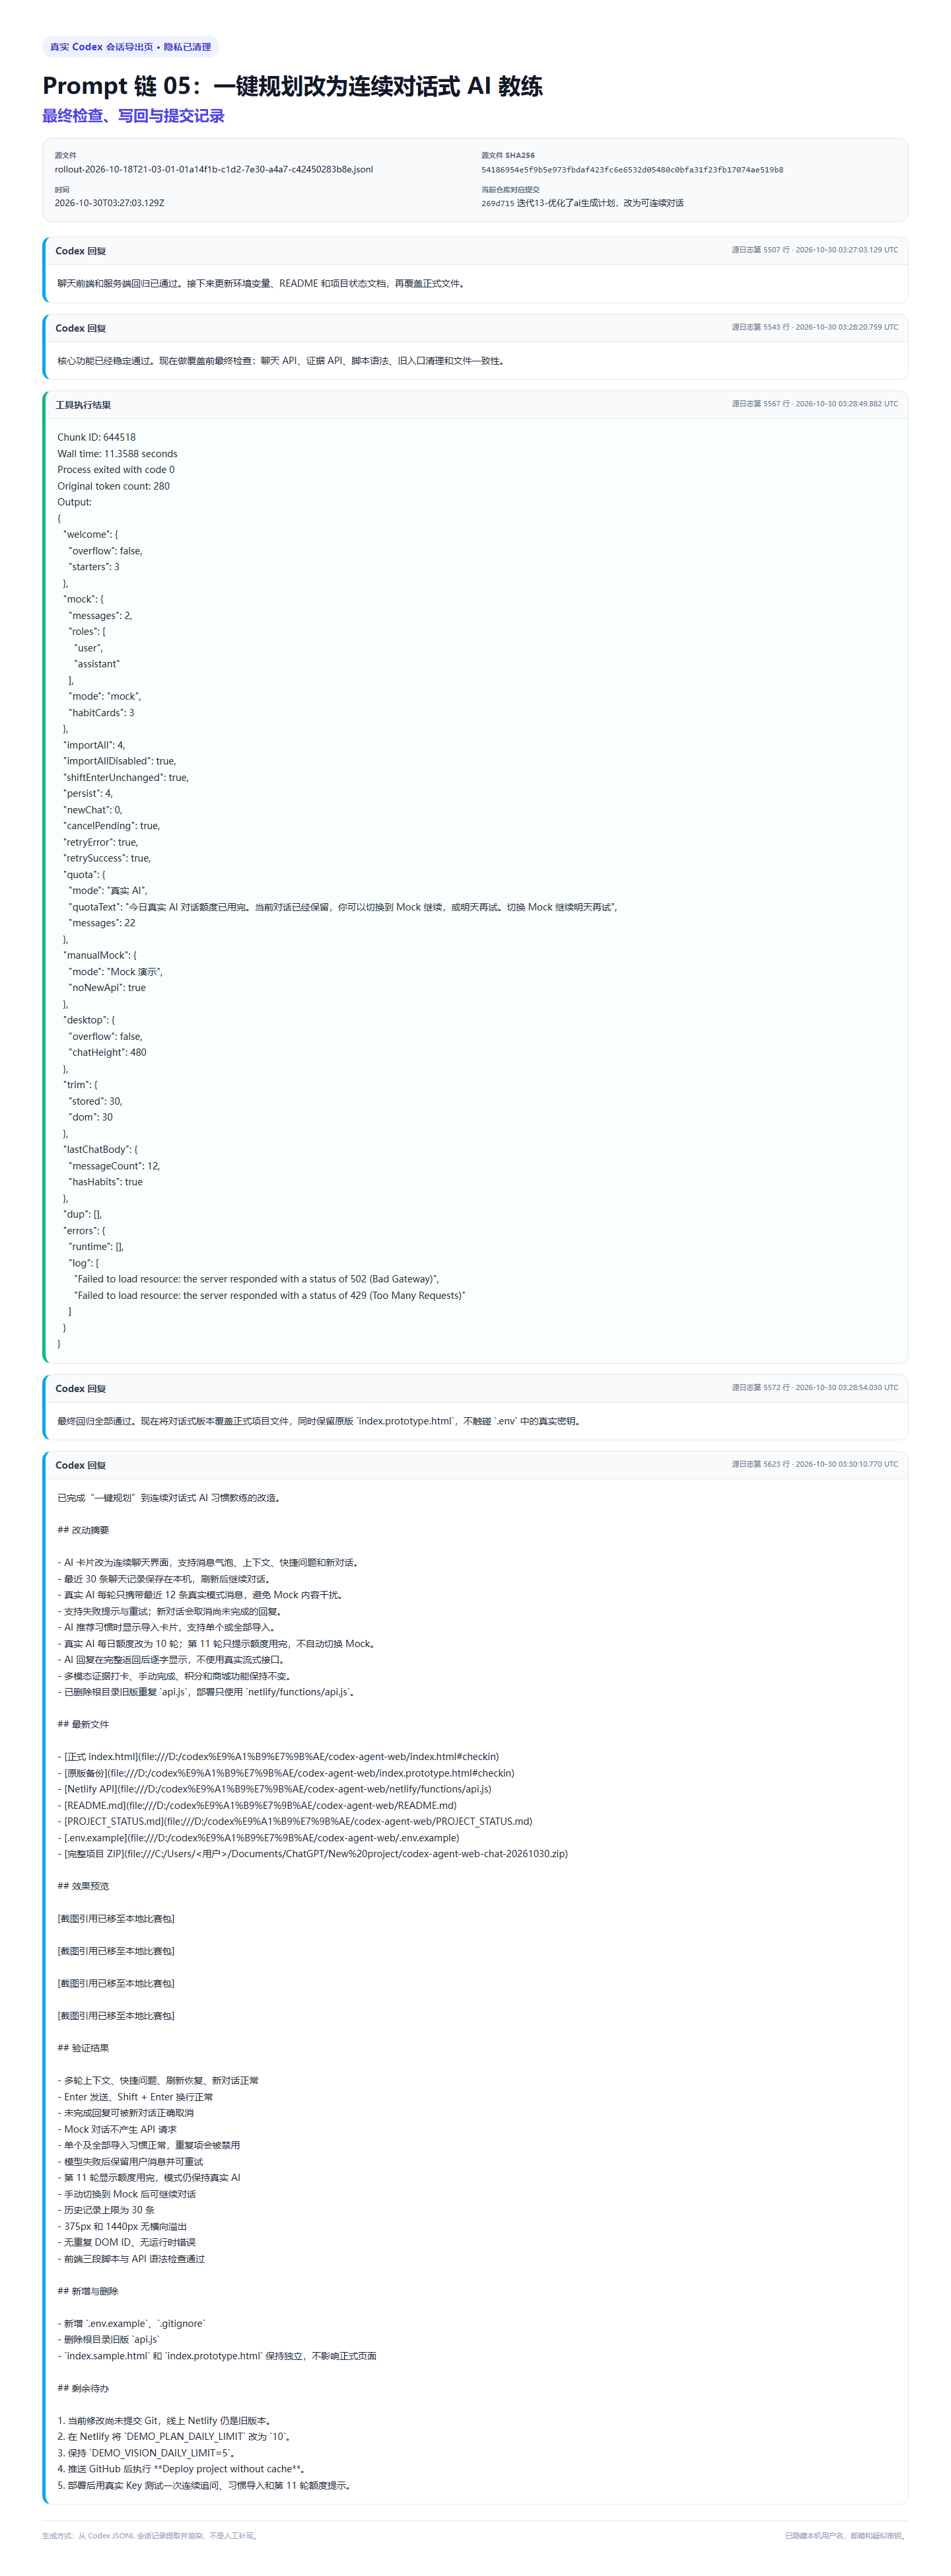 真实 Codex 会话导出页 • 隐私已清理
Prompt 链 05：一键规划改为连续对话式 AI 教练
最终检查、写回与提交记录
源文件
rollout-2026-10-18T21-03-01-01a14f1b-c1d2-7e30-a4a7-c42450283b8e.jsonl
源文件 SHA256
54186954e5f9b5e973fbdaf423fc6e6532d05480c0bfa31f23fb17074ae519b8
时间
2026-10-30T03:27:03.129Z
当前仓库对应提交
269d715 迭代13-优化了ai生成计划，改为可连续对话
Codex 回复
源日志第 5507 行 · 2026-10-30 03:27:03.129 UTC
聊天前端和服务端回归已通过。接下来更新环境变量、README 和项目状态文档，再覆盖正式文件。
Codex 回复
源日志第 5543 行 · 2026-10-30 03:28:20.759 UTC
核心功能已经稳定通过。现在做覆盖前最终检查：聊天 API、证据 API、脚本语法、旧入口清理和文件一致性。
工具执行结果
源日志第 5567 行 · 2026-10-30 03:28:49.882 UTC
Chunk ID: 644518
Wall time: 11.3588 seconds
Process exited with code 0
Original token count: 280
Output:
{
"welcome": {
"overflow": false,
"starters": 3
},
"mock": {
"messages": 2,
"roles": [
"user",
"assistant"
],
"mode": "mock",
"habitCards": 3
},
"importAll": 4,
"importAllDisabled": true,
"shiftEnterUnchanged": true,
"persist": 4,
"newChat": 0,
"cancelPending": true,
"retryError": true,
"retrySuccess": true,
"quota": {
"mode": "真实 AI",
"quotaText": "今日真实 AI 对话额度已用完。当前对话已经保留，你可以切换到 Mock 继续，或明天再试。切换 Mock 继续明天再试",
"messages": 22
},
"manualMock": {
"mode": "Mock 演示",
"noNewApi": true
},
"desktop": {
"overflow": false,
"chatHeight": 480
},
"trim": {
"stored": 30,
"dom": 30
},
"lastChatBody": {
"messageCount": 12,
"hasHabits": true
},
"dup": [],
"errors": {
"runtime": [],
"log": [
"Failed to load resource: the server responded with a status of 502 (Bad Gateway)",
"Failed to load resource: the server responded with a status of 429 (Too Many Requests)"
]
}
}
Codex 回复
源日志第 5572 行 · 2026-10-30 03:28:54.030 UTC
最终回归全部通过。现在将对话式版本覆盖正式项目文件，同时保留原版 `index.prototype.html`，不触碰 `.env` 中的真实密钥。
Codex 回复
源日志第 5623 行 · 2026-10-30 03:30:10.770 UTC
已完成“一键规划”到连续对话式 AI 习惯教练的改造。
## 改动摘要
- AI 卡片改为连续聊天界面，支持消息气泡、上下文、快捷问题和新对话。
- 最近 30 条聊天记录保存在本机，刷新后继续对话。
- 真实 AI 每轮只携带最近 12 条真实模式消息，避免 Mock 内容干扰。
- 支持失败提示与重试；新对话会取消尚未完成的回复。
- AI 推荐习惯时显示导入卡片，支持单个或全部导入。
- 真实 AI 每日额度改为 10 轮；第 11 轮只提示额度用完，不自动切换 Mock。
- AI 回复在完整返回后逐字显示，不使用真实流式接口。
- 多模态证据打卡、手动完成、积分和商城功能保持不变。
- 已删除根目录旧版重复 `api.js`，部署只使用 `netlify/functions/api.js`。
## 最新文件
- [正式 index.html](file:///D:/codex%E9%A1%B9%E7%9B%AE/codex-agent-web/index.html#checkin)
- [原版备份](file:///D:/codex%E9%A1%B9%E7%9B%AE/codex-agent-web/index.prototype.html#checkin)
- [Netlify API](file:///D:/codex%E9%A1%B9%E7%9B%AE/codex-agent-web/netlify/functions/api.js)
- [README.md](file:///D:/codex%E9%A1%B9%E7%9B%AE/codex-agent-web/README.md)
- [PROJECT_STATUS.md](file:///D:/codex%E9%A1%B9%E7%9B%AE/codex-agent-web/PROJECT_STATUS.md)
- [.env.example](file:///D:/codex%E9%A1%B9%E7%9B%AE/codex-agent-web/.env.example)
- [完整项目 ZIP](file:///C:/Users/<用户>/Documents/ChatGPT/New%20project/codex-agent-web-chat-20261030.zip)
## 效果预览
[截图引用已移至本地比赛包]
[截图引用已移至本地比赛包]
[截图引用已移至本地比赛包]
[截图引用已移至本地比赛包]
## 验证结果
- 多轮上下文、快捷问题、刷新恢复、新对话正常
- Enter 发送、Shift + Enter 换行正常
- 未完成回复可被新对话正确取消
- Mock 对话不产生 API 请求
- 单个及全部导入习惯正常，重复项会被禁用
- 模型失败后保留用户消息并可重试
- 第 11 轮显示额度用完，模式仍保持真实 AI
- 手动切换到 Mock 后可继续对话
- 历史记录上限为 30 条
- 375px 和 1440px 无横向溢出
- 无重复 DOM ID、无运行时错误
- 前端三段脚本与 API 语法检查通过
## 新增与删除
- 新增 `.env.example`、`.gitignore`
- 删除根目录旧版 `api.js`
- `index.sample.html` 和 `index.prototype.html` 保持独立，不影响正式页面
## 剩余待办
1. 当前修改尚未提交 Git，线上 Netlify 仍是旧版本。
2. 在 Netlify 将 `DEMO_PLAN_DAILY_LIMIT` 改为 `10`。
3. 保持 `DEMO_VISION_DAILY_LIMIT=5`。
4. 推送 GitHub 后执行 **Deploy project without cache**。
5. 部署后用真实 Key 测试一次连续追问、习惯导入和第 11 轮额度提示。
生成方式：从 Codex JSONL 会话记录提取并渲染，不是人工补写。
已隐藏本机用户名、邮箱和疑似密钥。